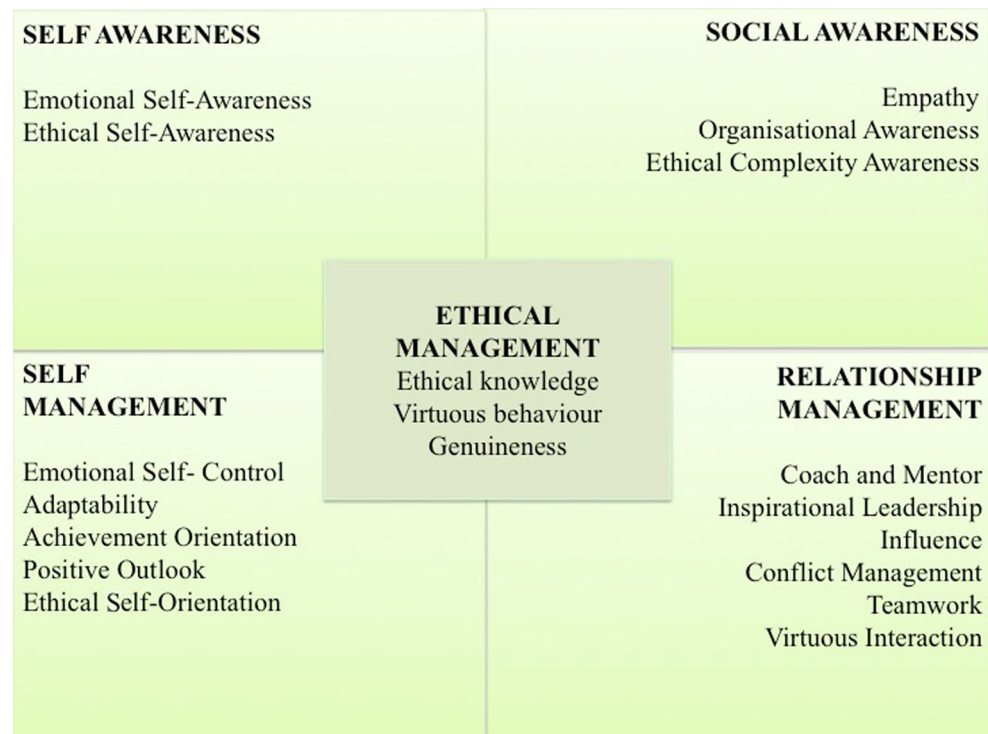 SELF AWARENESS
Emotional Self-Awareness
Ethical Self-Awareness
SOCIAL AWARENESS
Empathy
Organisational Awareness
Ethical Complexity Awareness
ETHICAL
MANAGEMENT
Ethical knowledge
Virtuous behaviour
Genuineness
SELF
MANAGEMENT
Emotional Self- Control
Adaptability
Achievement Orientation
Positive Outlook
Ethical Self-Orientation
RELATIONSHIP
MANAGEMENT
Coach and Mentor
Inspirational Leadership
Influence
Conflict Management
Teamwork
Virtuous Interaction